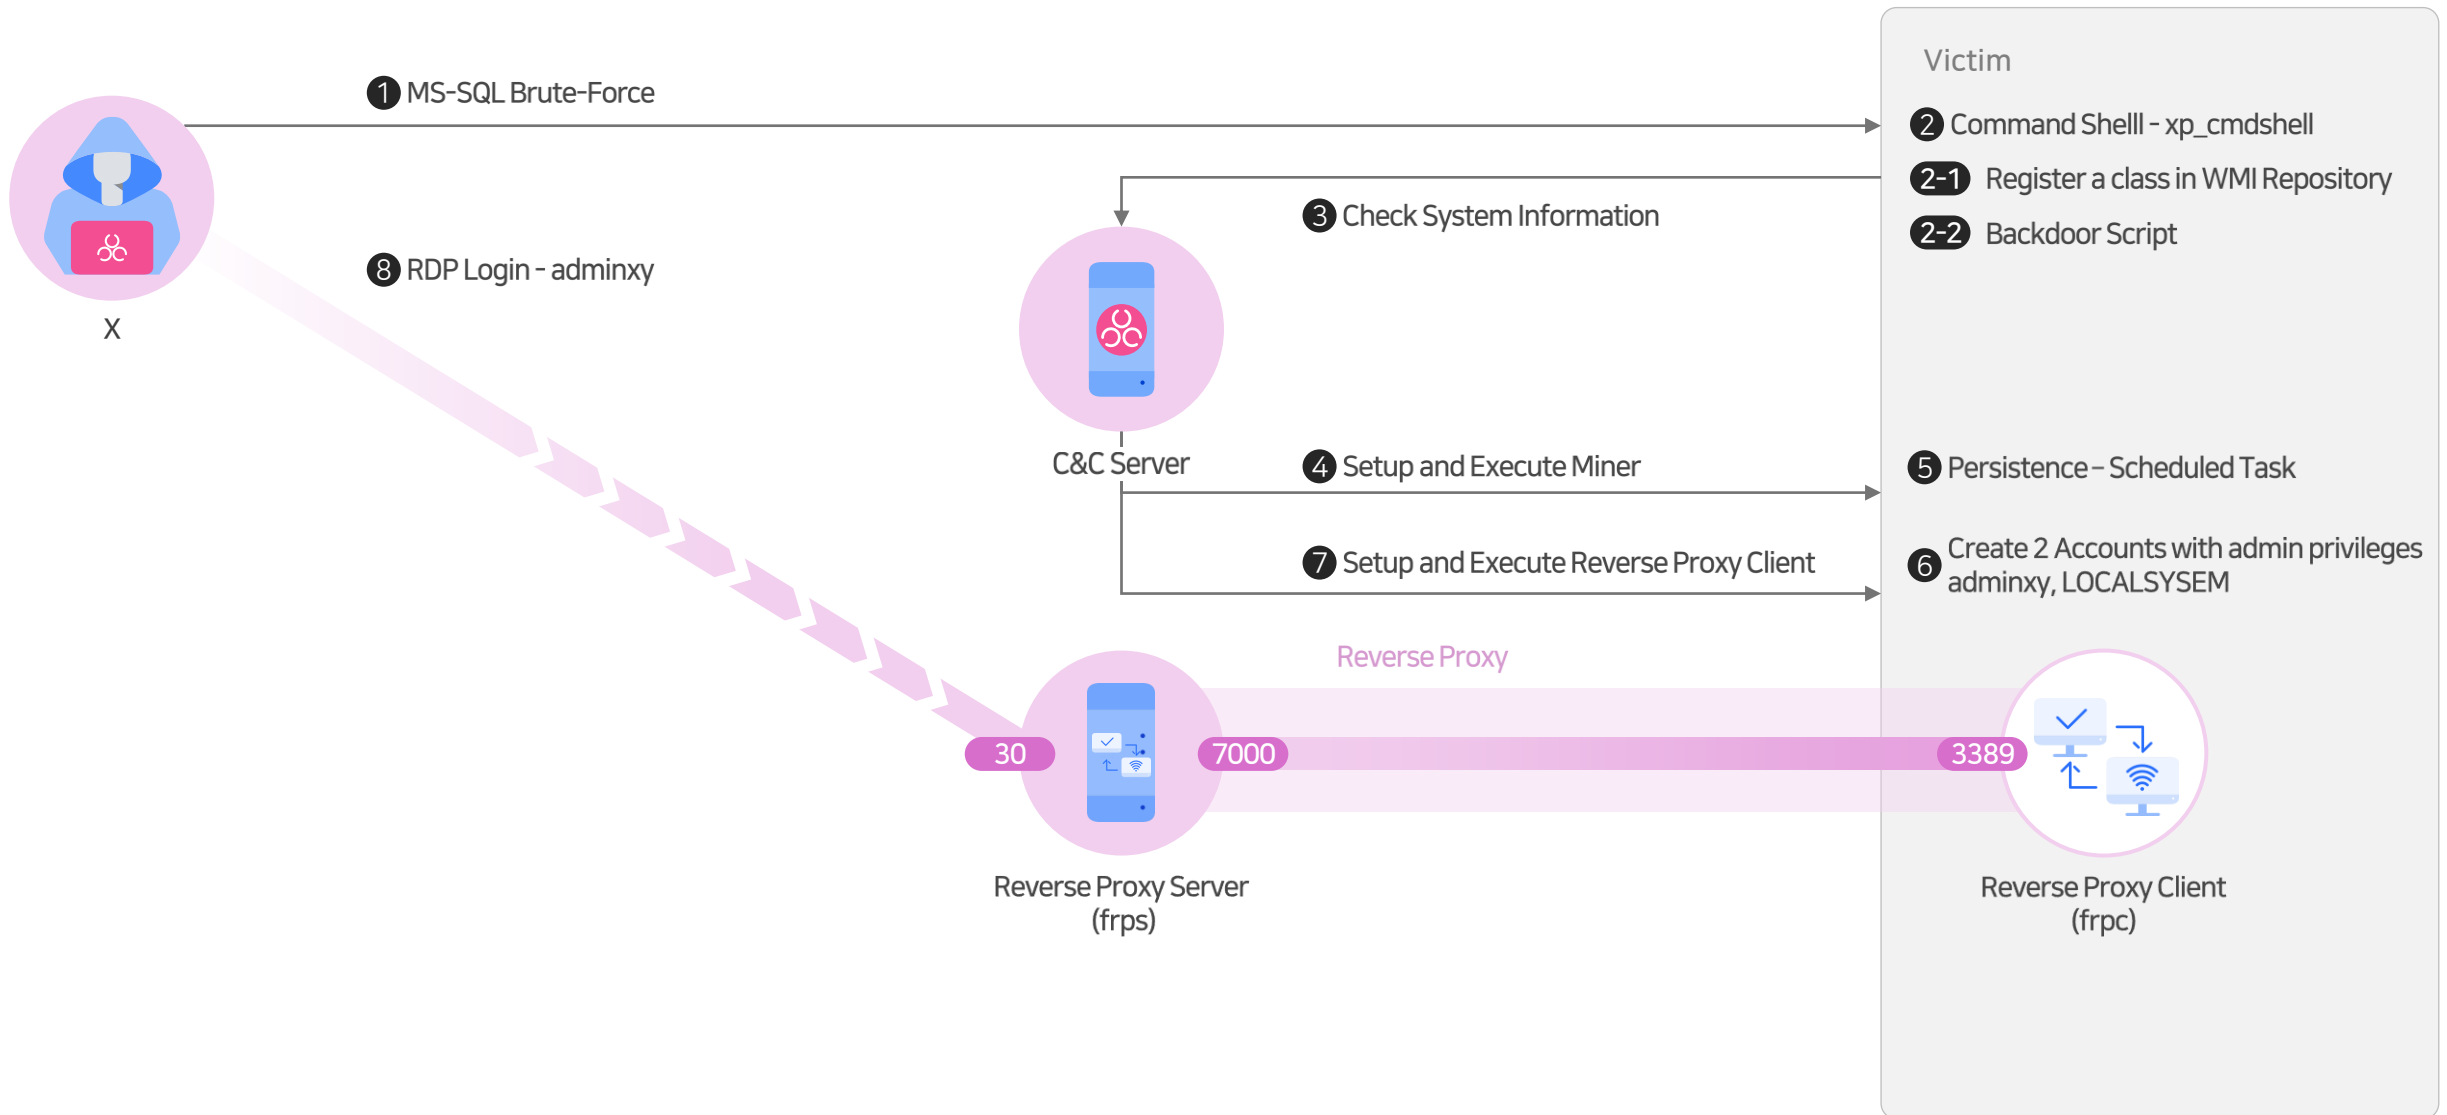 Victim
1 MS-SQL Brute-Force
2 Command Shelll - xp_cmdshell
2-1 Register a class in WMI Repository
3 Check System Information
2-2 Backdoor Script
8 RDP Login - adminxy
X
C&C Server
4 Setup and Execute Miner
5 Persistence - Scheduled Task
7 Setup and Execute Reverse Proxy Client
6 Create 2 Accounts with admin privileges
adminxy, LOCALSYSEM
Reverse Proxy
30
7000
3389
Reverse Proxy Server
(frps)
Reverse Proxy Client
(frpc)